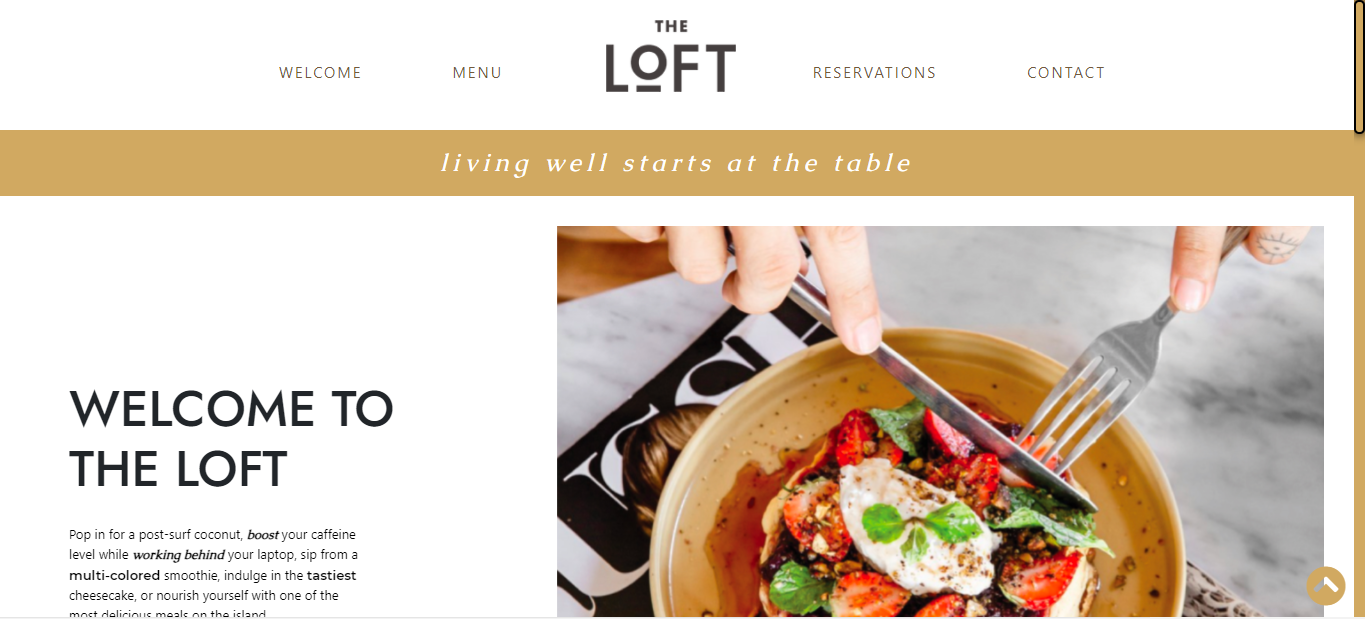 THE
LOFT
WELCOME MENU RESERVATIONS CONTACT
living well starts at the table
WELCOME TO
THE LOFT
Pop in for a post-surf coconut, boost your caffeine
level while working behind your laptop, sip from a
multi-colored smoothie, indulge in the tastiest
cheesecake, or nourish yourself with one of the
most delicious meals on the island.